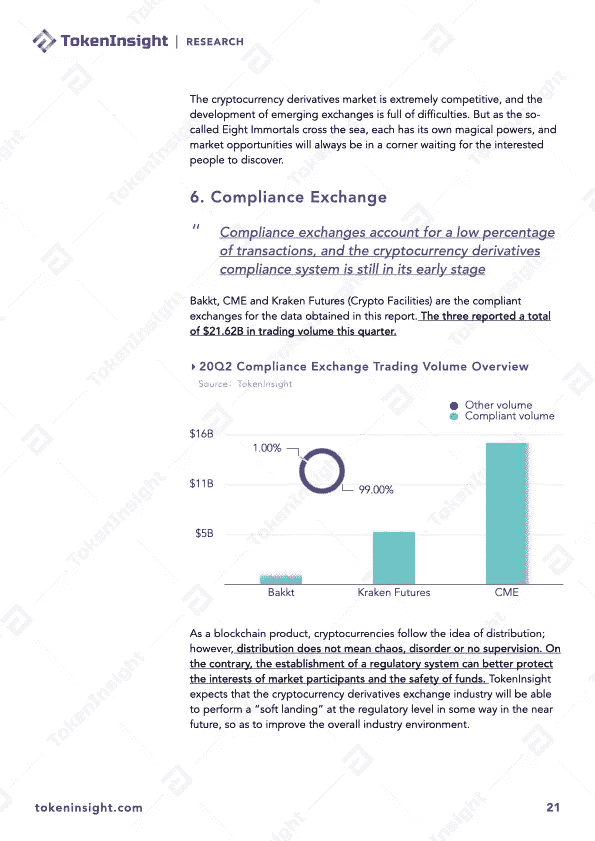 TokenInsight | RESEARCH
The cryptocurrency derivatives market is extremely competitive, and the
development of emerging exchanges is full of difficulties. But as the so-
called Eight Immortals cross the sea, each has its own magical powers, and
market opportunities will always be in a corner waiting for the interested
people to discover.
6. Compliance Exchange
“ Compliance exchanges account for a low percentage
of transactions, and the cryptocurrency derivatives
compliance system is still in its early stage
Bakkt, CME and Kraken Futures (Crypto Facilities) are the compliant
exchanges for the data obtained in this report. The three reported a total
of $21.62B in trading volume this quarter.
20Q2 Compliance Exchange Trading Volume Overview
Source: TokenInsight
Other volume
Compliant volume
$16B
1.00%
$11B
99.00%
$5B
Bakkt Kraken Futures CME
As a blockchain product, cryptocurrencies follow the idea of distribution;
however, distribution does not mean chaos, disorder or no supervision. On
the contrary, the establishment of a regulatory system can better protect
the interests of market participants and the safety of funds. TokenInsight
expects that the cryptocurrency derivatives exchange industry will be able
to perform a “soft landing” at the regulatory level in some way in the near
future, so as to improve the overall industry environment.
tokeninsight.com 21